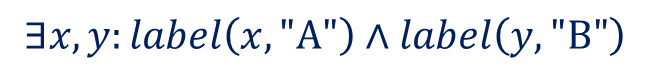 ∃x, y: label(x, "A") ∧ label(y, "B")